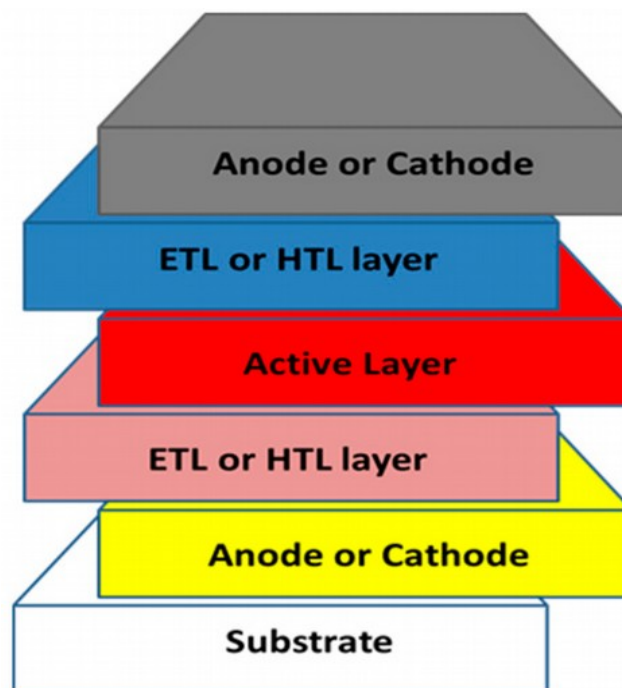 Anode or Cathode
ETL or HTL layer
Active Layer
ETL or HTL layer
Anode or Cathode
Substrate